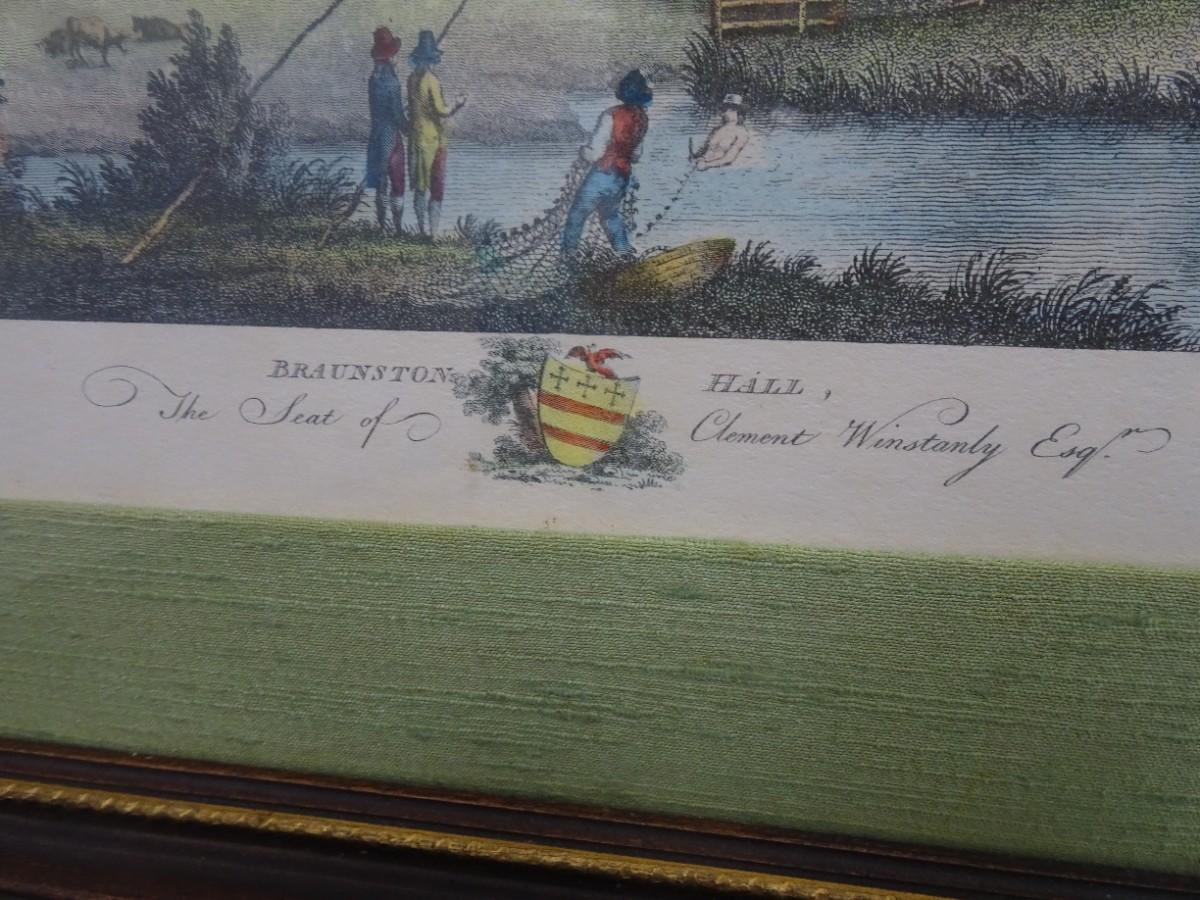 BRAUNSTON HALL,
The Seat of Clement Winstanly Esqr.